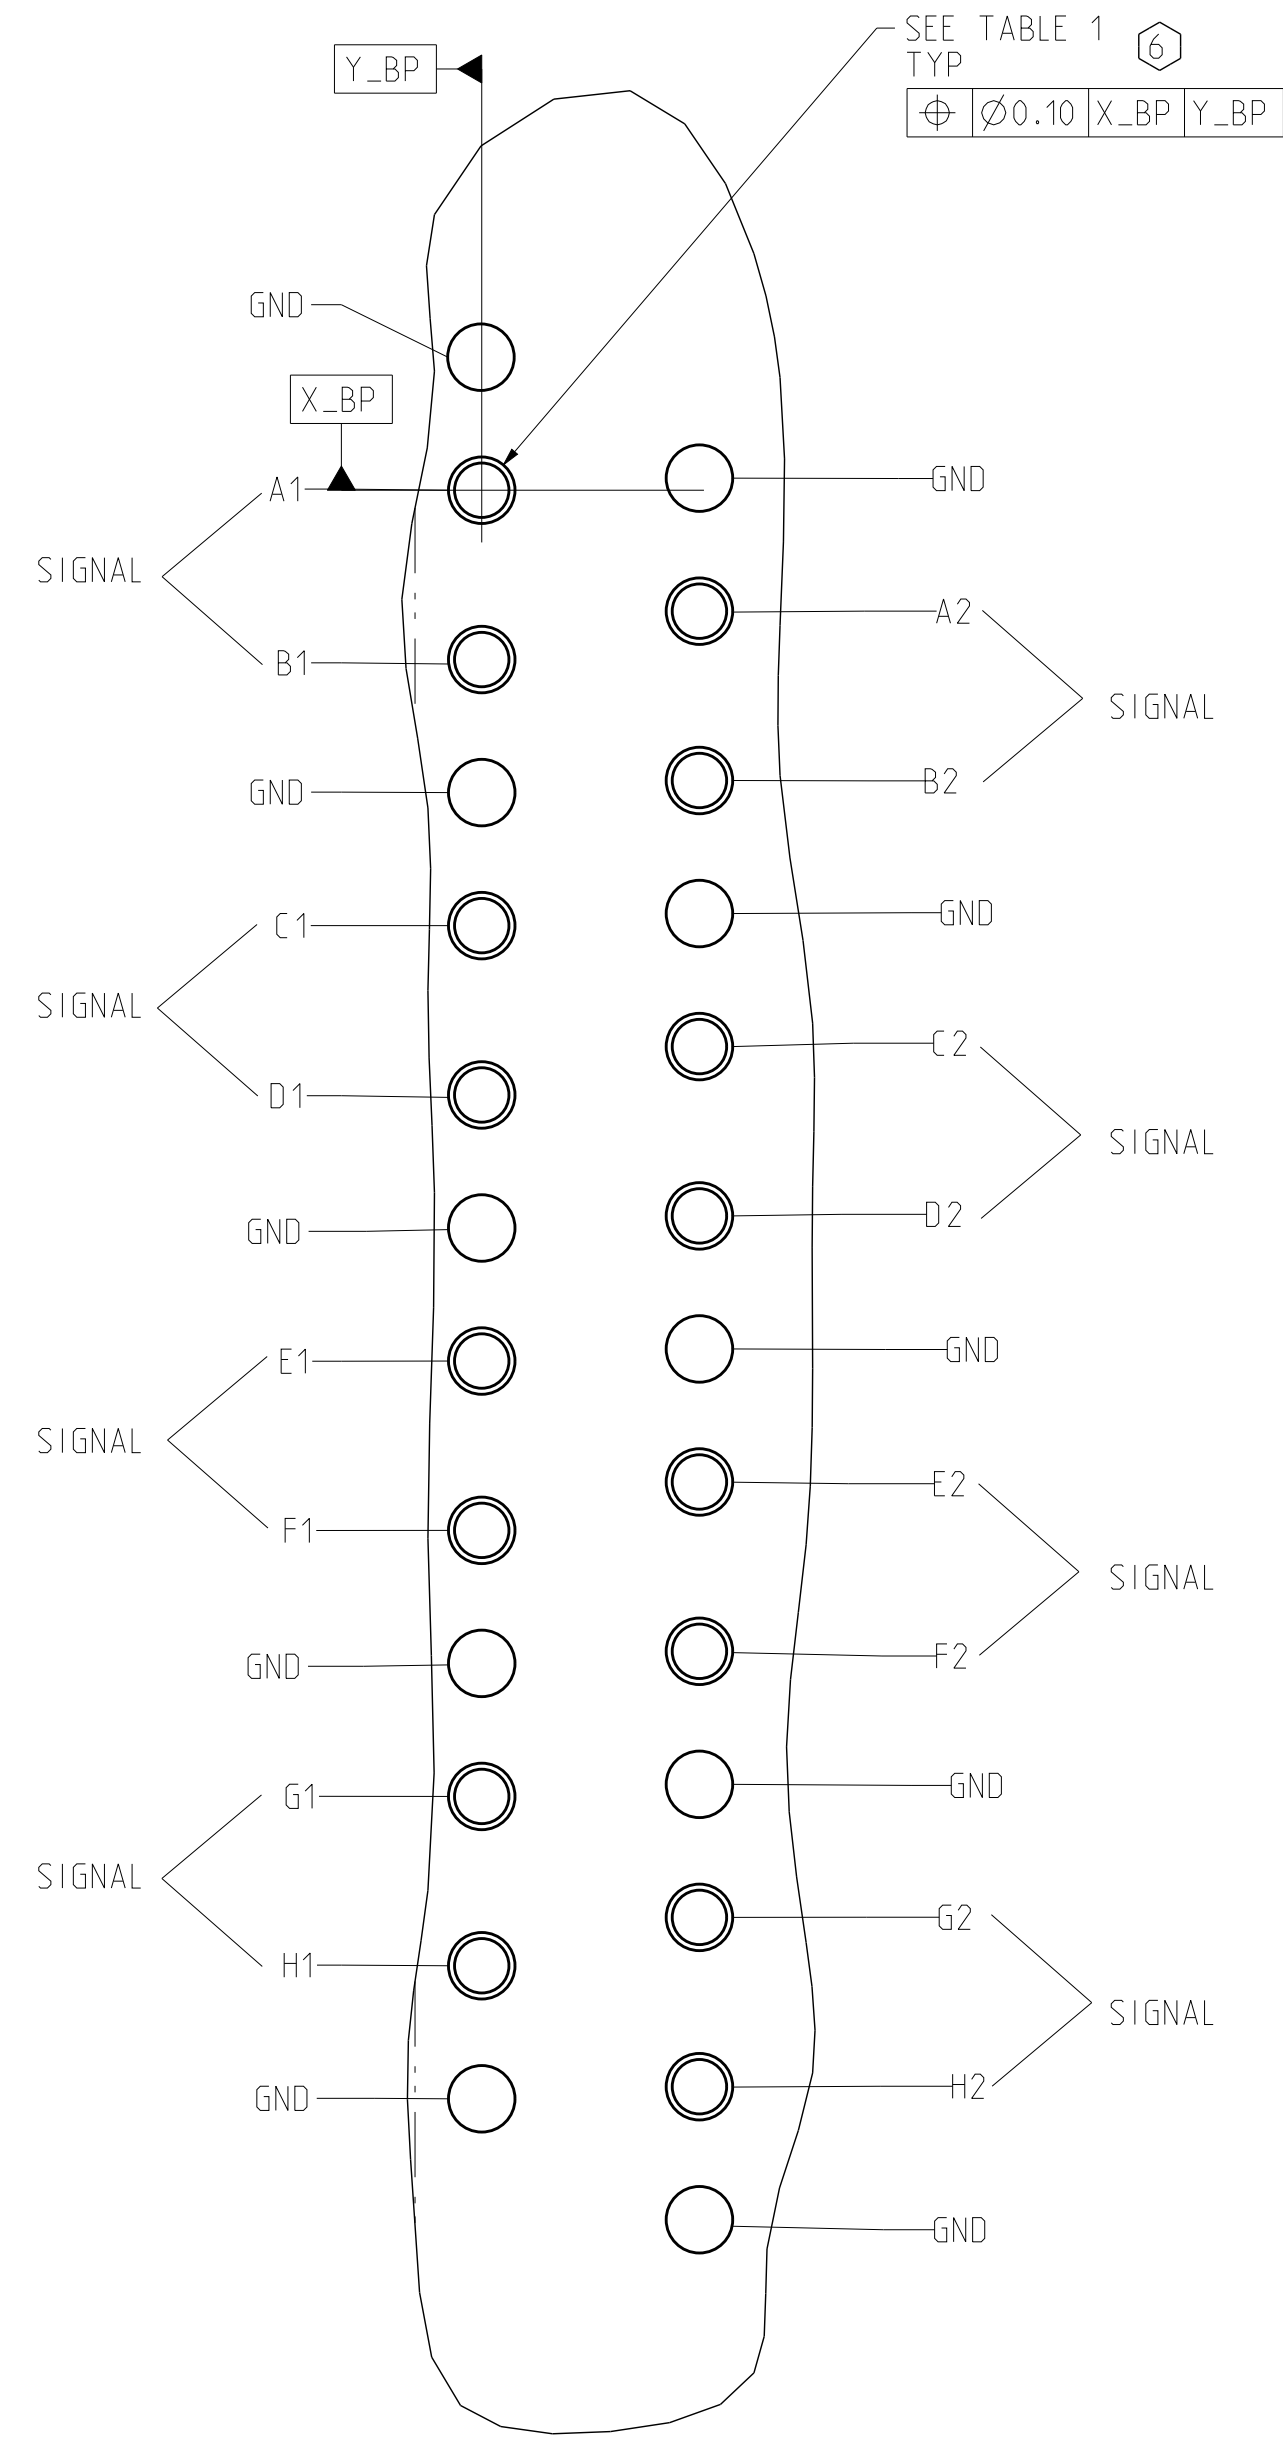 SEE TABLE 1
6
TYP
Ø0.10 X_BP Y_BP
Y_BP
GND
X_BP
GND
A1
SIGNAL
A2
B1
SIGNAL
B2
GND
GND
C1
SIGNAL
C2
D1
SIGNAL
D2
GND
GND
E1
SIGNAL
E2
F1
SIGNAL
F2
GND
GND
G1
SIGNAL
G2
H1
SIGNAL
H2
GND
GND